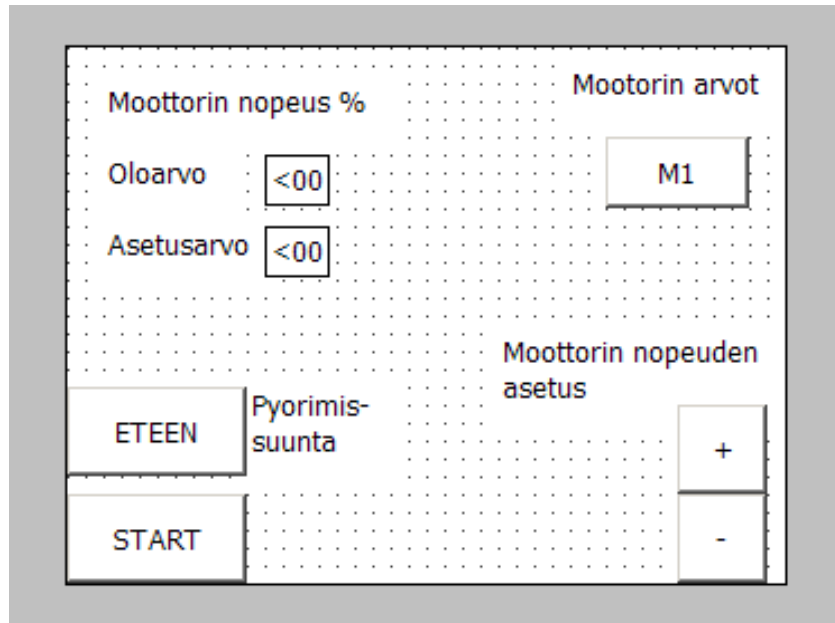 Moottorin nopeus %
Mootorin arvot
Oloarvo
<00
M1
Asetusarvo
<00
Moottorin nopeuden
asetus
ETEEN
Pyorimis-
suunta
+
START
-